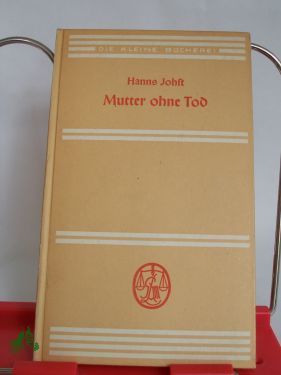 DIE KLEINE BÜCHEREI
Hanns Johst
Mutter ohne Tod